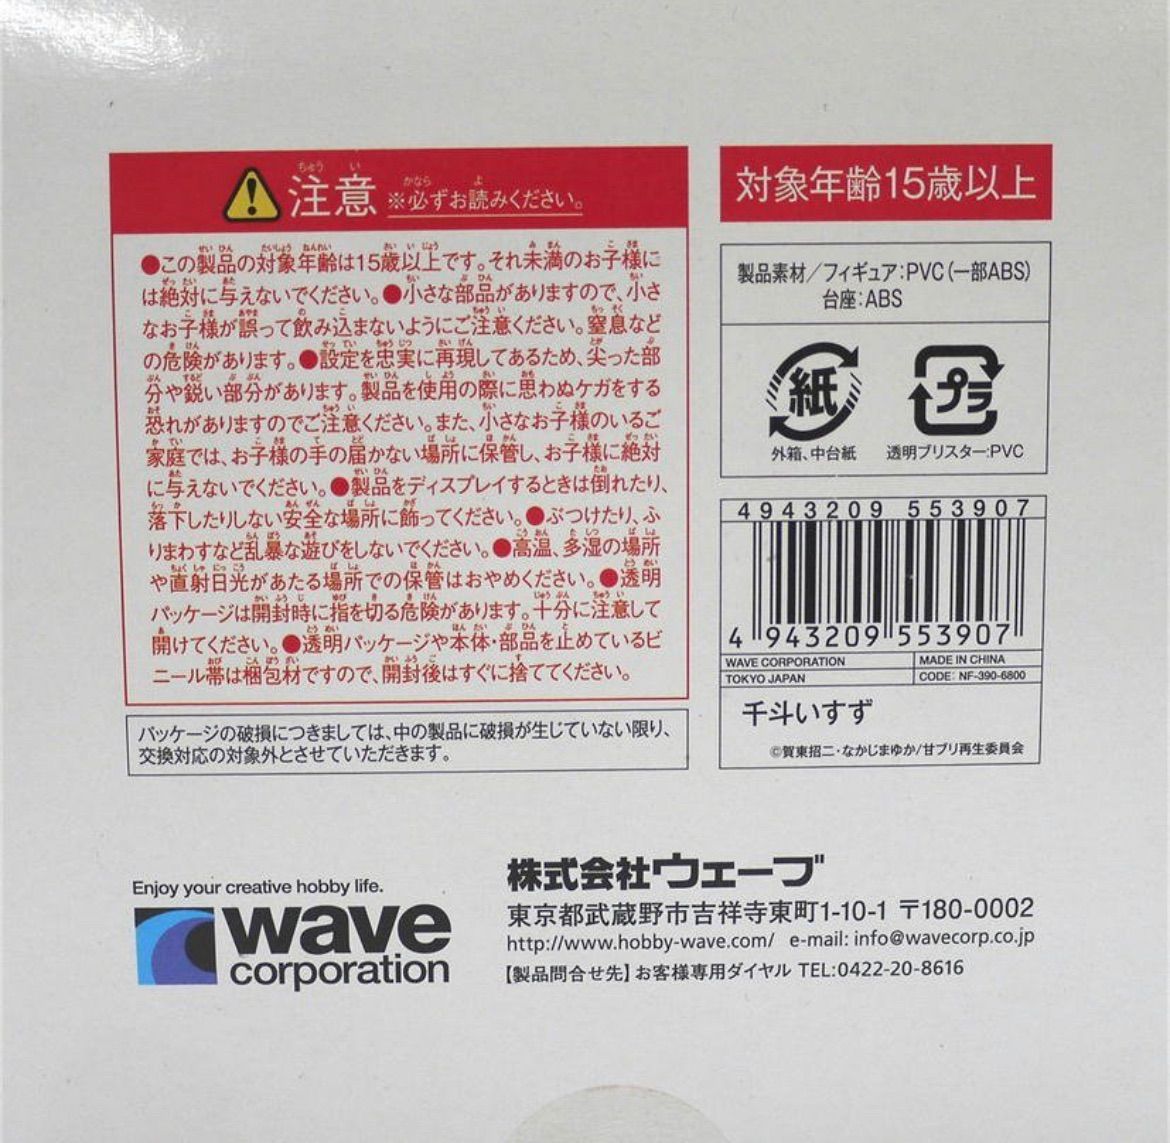 注意 ※必ずお読みください。
●この製品の対象年齢は15歳以上です。それ未満のお子様に
は絶対に与えないでください。●小さな部品がありますので、小さ
なお子様が誤って飲み込まないようにご注意ください。窒息など
の危険があります。●設定を忠実に再現してあるため、尖った部
分や鋭い部分があります。製品を使用の際に思わぬケガをする
恐れがありますのでご注意ください。また、小さなお子様のいるご
家庭では、お子様の手の届かない場所に保管し、お子様に絶対
に与えないでください。●製品をディスプレイするときは倒れたり、
落下したりしない安全な場所に飾ってください。●ぶつけたり、ふ
りまわすなど乱暴な遊びをしないでください。●高温、多湿の場所
や直射日光があたる場所での保管はおやめください。●透明
パッケージは開封時に指を切る危険があります。十分に注意して
開けてください。●透明パッケージや本体・部品を止めているビ
ニール帯は梱包材ですので、開封後はすぐに捨ててください。
パッケージの破損につきましては、中の製品に破損が生じていない限り、
交換対応の対象外とさせていただきます。
対象年齢15歳以上
製品素材／フィギュア:PVC(一部ABS)
台座:ABS
紙
プラ
外箱、中台紙
透明ブリスター:PVC
4943209 553907
4 943209 553907
WAVE CORPORATION
MADE IN CHINA
TOKYO JAPAN
CODE: NF-390-6800
千斗いすず
©賀東招二・なかじまゆか/甘ブリ再生委員会
Enjoy your creative hobby life.
wave
corporation
株式会社ウェーブ
東京都武蔵野市吉祥寺東町1-10-1 〒180-0002
http://www.hobby-wave.com/ e-mail: info@wavecorp.co.jp
【製品問合せ先】お客様専用ダイヤル TEL:0422-20-8616